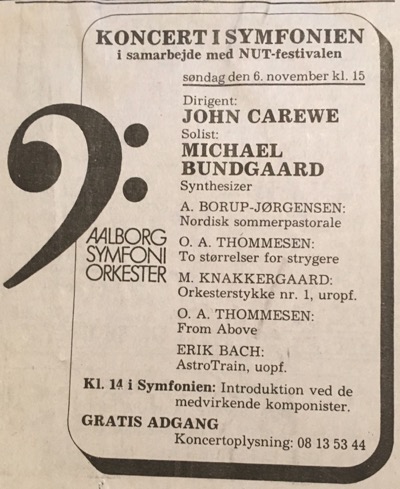 KONCERT I SYMFONIEN
i samarbejde med NUT-festivalen
søndag den 6. november kl. 15
Dirigent:
JOHN CAREWE
Solist:
MICHAEL
BUNDGAARD
Synthesizer
A. BORUP-JØRGENSEN:
Nordisk sommerpastorale
O. A. THOMMESEN:
To størrelser for strygere
M. KNAKKERGAARD:
Orkesterstykke nr. 1, uropf.
O. A. THOMMESEN:
From Above
ERIK BACH:
AstroTrain, uopf.
AALBORG
SYMFONI
ORKESTER
Kl. 14 i Symfonien: Introduktion ved de
medvirkende komponister.
GRATIS ADGANG
Koncertoplysning: 08 13 53 44